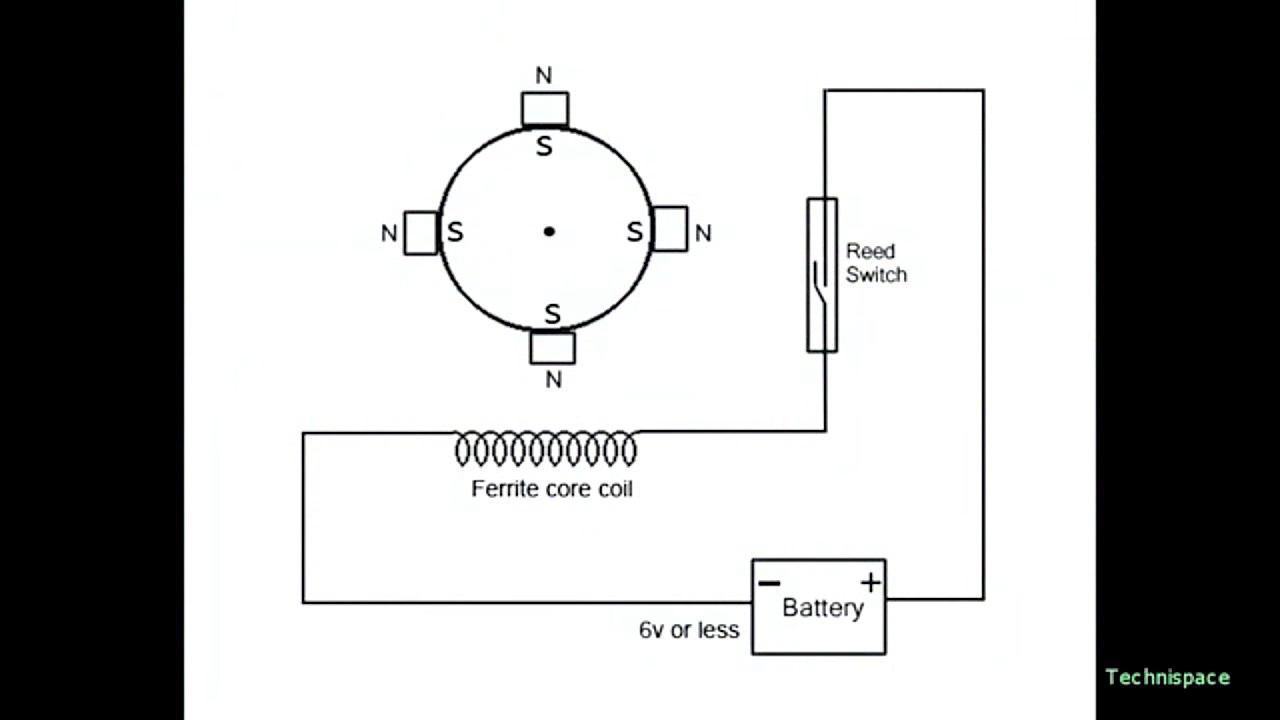 N
S
N
S
S
N
S
N
Reed
Switch
Ferrite core coil
− +
Battery
6v or less
Technispace